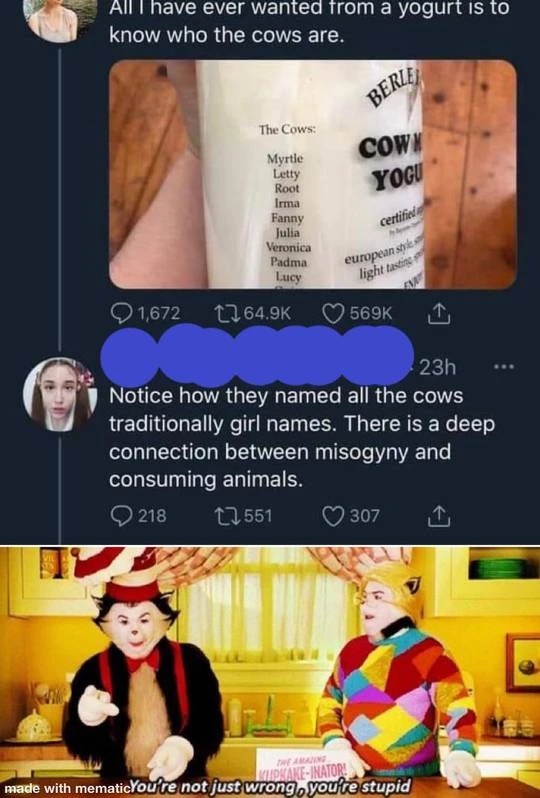 All I have ever wanted from a yogurt is to
know who the cows are.
The Cows:
Myrtle
Letty
Root
Irma
Fanny
Julia
Veronica
Padma
Lucy
COW
YOGU
certified
european style
light tasting
ENJOY
1,672 64.9K 569K
23h
Notice how they named all the cows
traditionally girl names. There is a deep
connection between misogyny and
consuming animals.
218 551 307
THE AMAZING
KUPKAKE-INATOR!
You're not just wrong, you're stupid
made with mematic